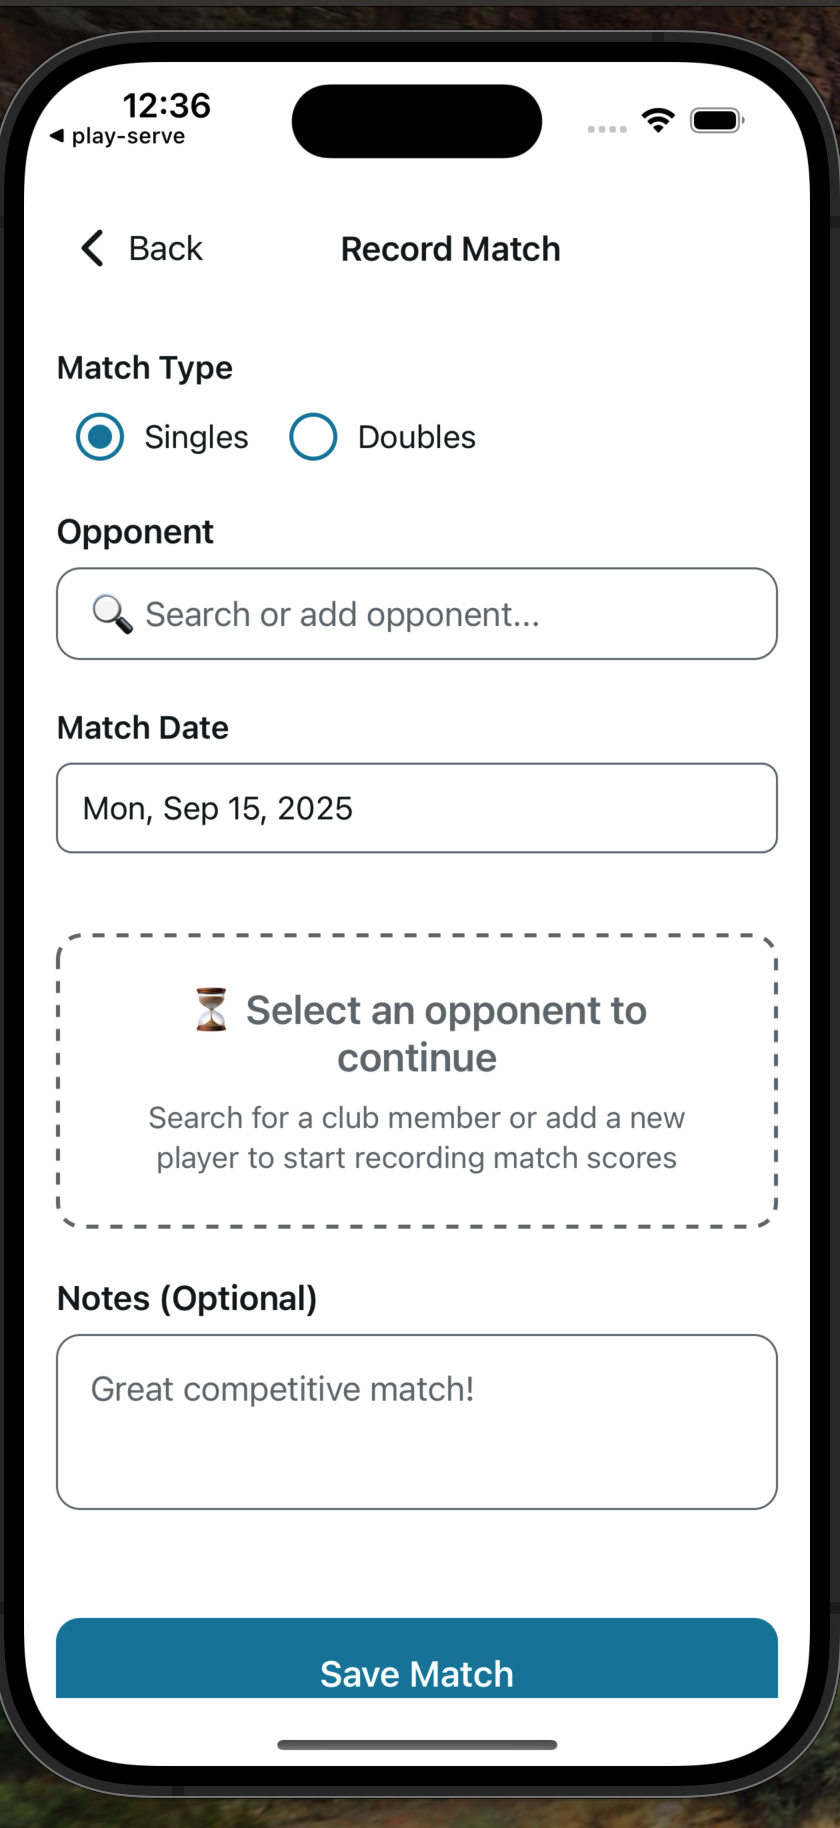 12:36
play-serve
Back
Record Match
Match Type
Singles
Doubles
Opponent
Search or add opponent...
Match Date
Mon, Sep 15, 2025
Select an opponent to
continue
Search for a club member or add a new
player to start recording match scores
Notes (Optional)
Great competitive match!
Save Match